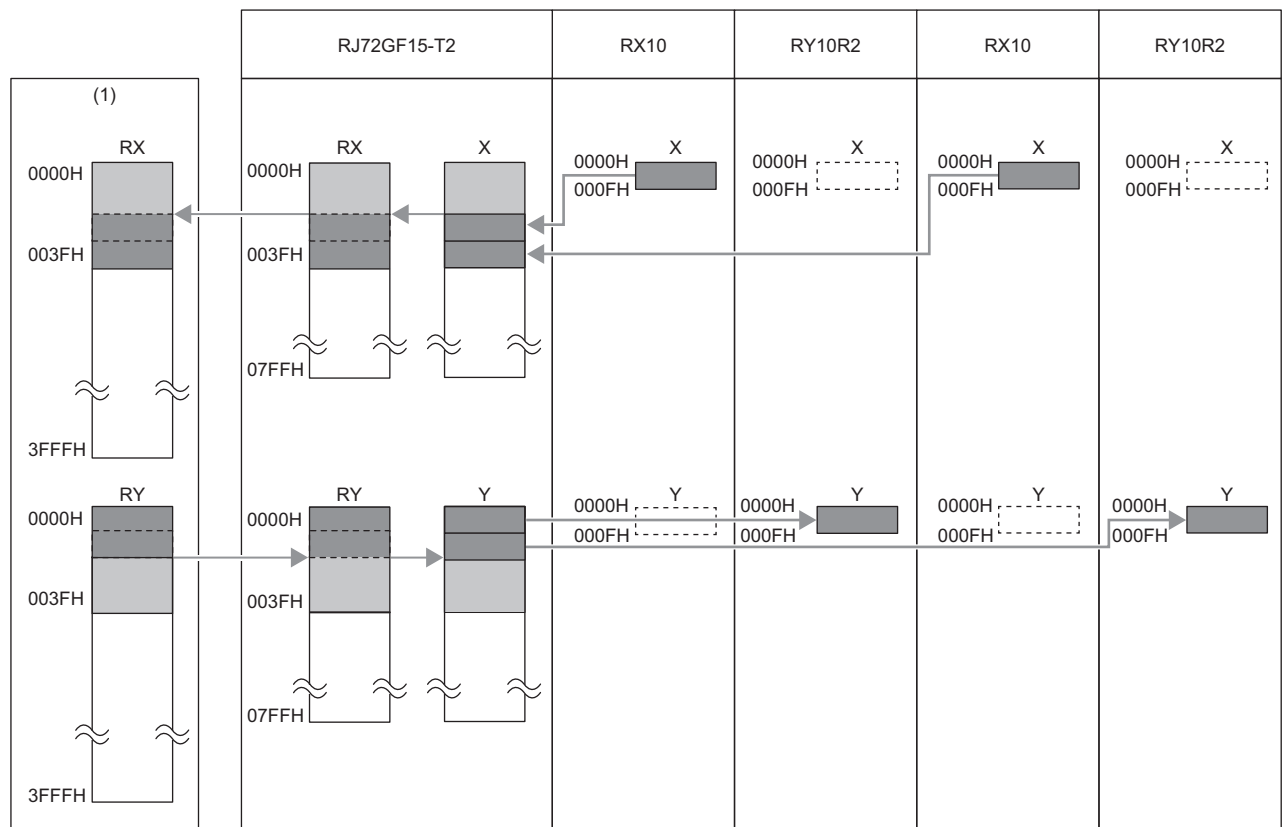 RJ72GF15-T2 RX10 RY10R2 RX10 RY10R2
(1)
RX RX X X X X X
0000H 0000H 0000H 0000H 0000H 0000H
000FH 000FH 000FH 000FH
003FH 003FH
07FFH
3FFFH
RY RY Y Y Y Y Y
0000H 0000H 0000H 0000H 0000H 0000H
000FH 000FH 000FH 000FH
003FH 003FH
07FFH
3FFFH